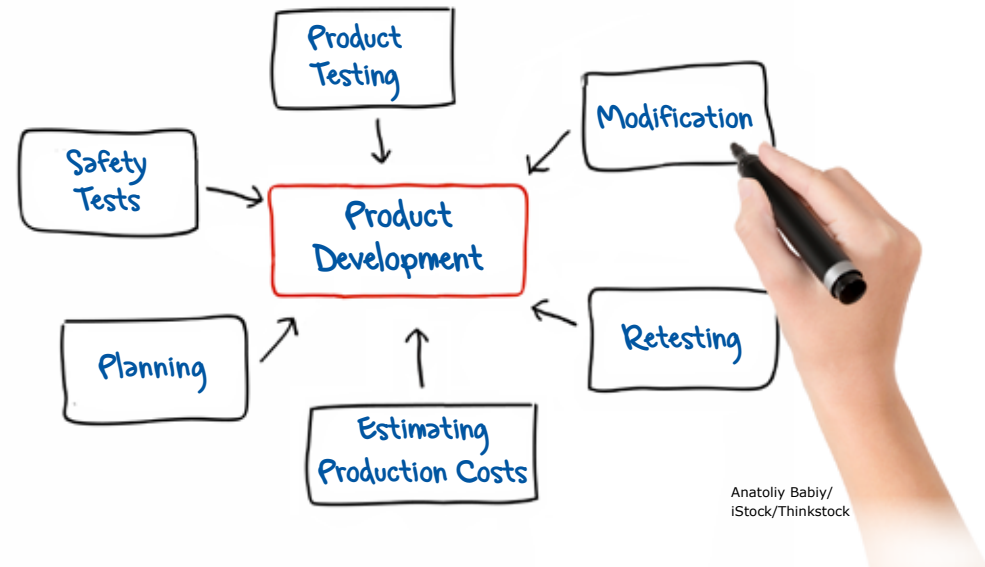 Product
Testing
Modification
Safety
Tests
Product
Development
Planning
Retesting
Estimating
Production Costs
Anatoliy Babiy/
iStock/Thinkstock